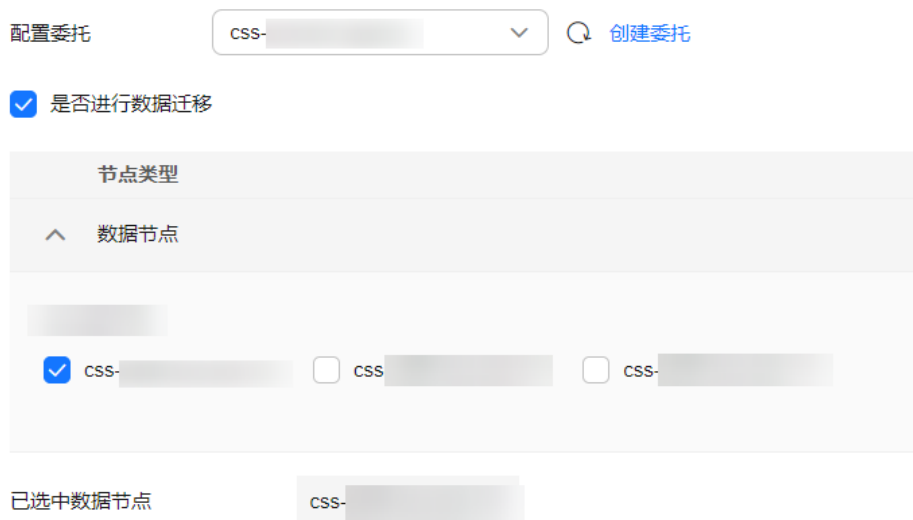 配置委托 css- 创建委托
是否进行数据迁移
节点类型
数据节点
css- css css-
已选中数据节点 css-